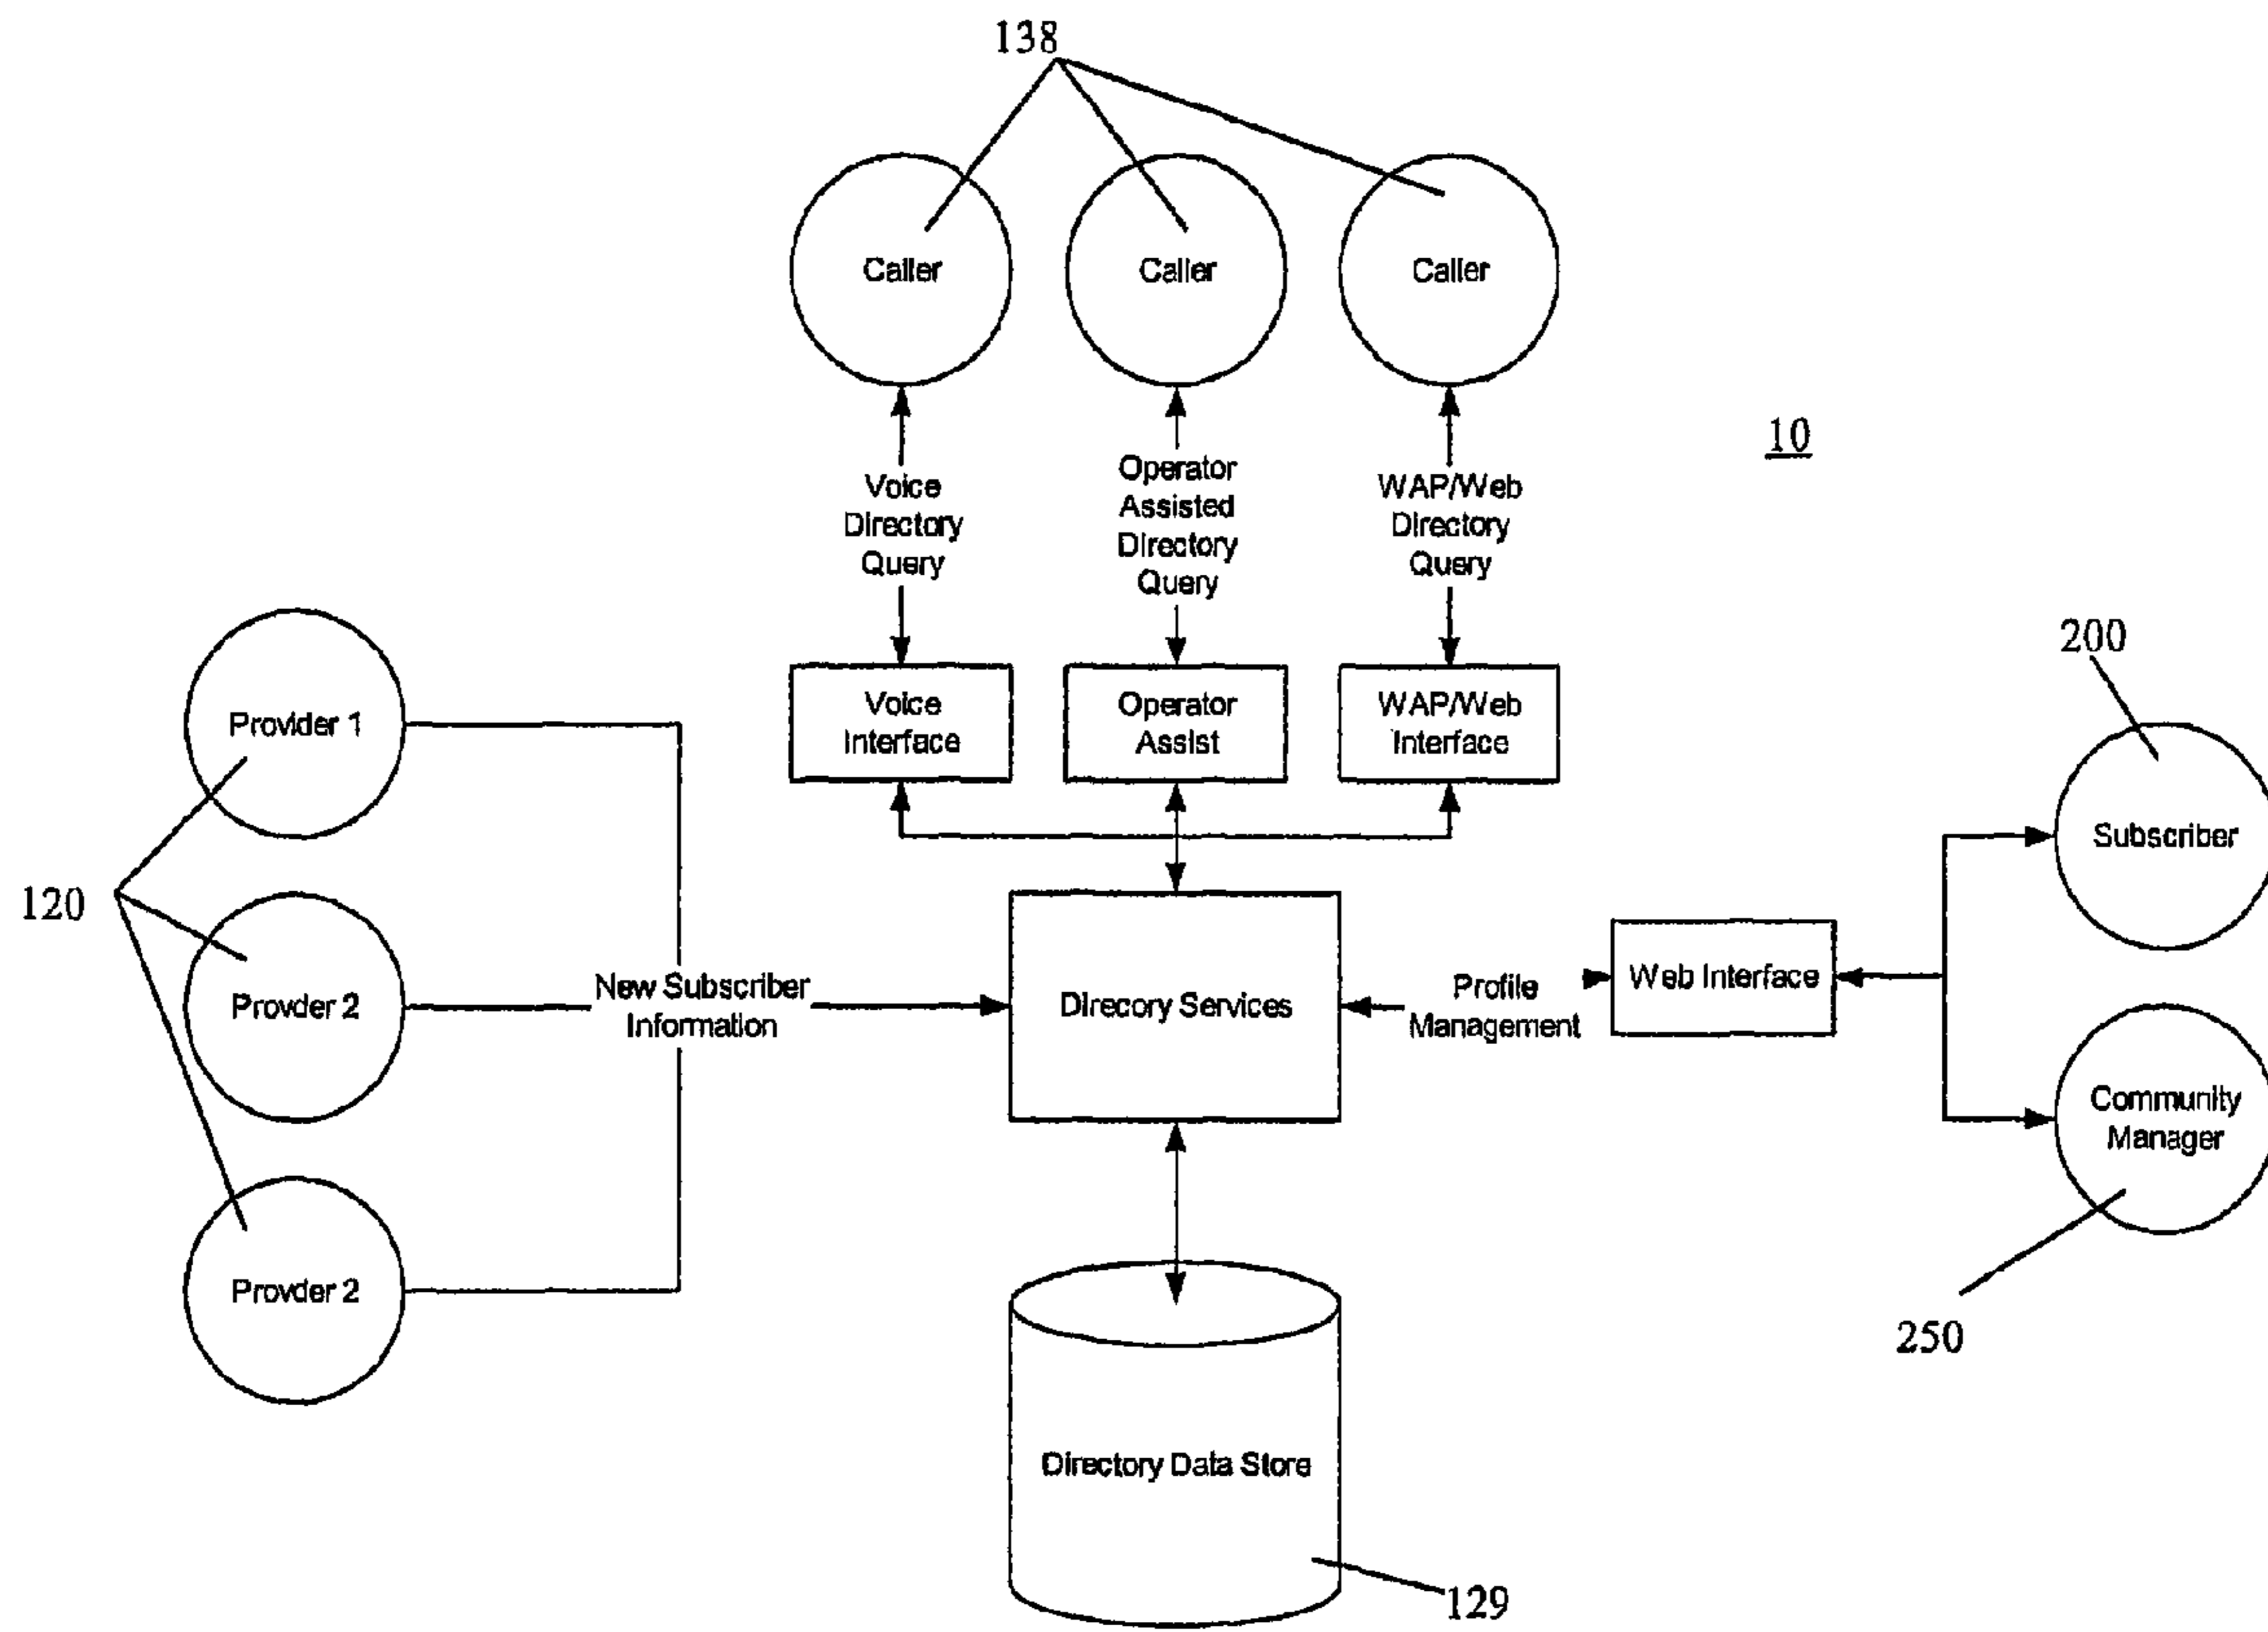 138
Caller
Caller
Caller
10
Voice
Directory
Query
Operator
Assisted
Directory
Query
WAP/Web
Directory
Query
200
Provider 1
Voice
Interface
Operator
Assist
WAP/Web
Interface
Subscriber
120
Provder 2
New Subscriber
Information
Direcory Services
Profile
Management
Web Interface
Community
Manager
Provder 2
250
Directory Data Store
129